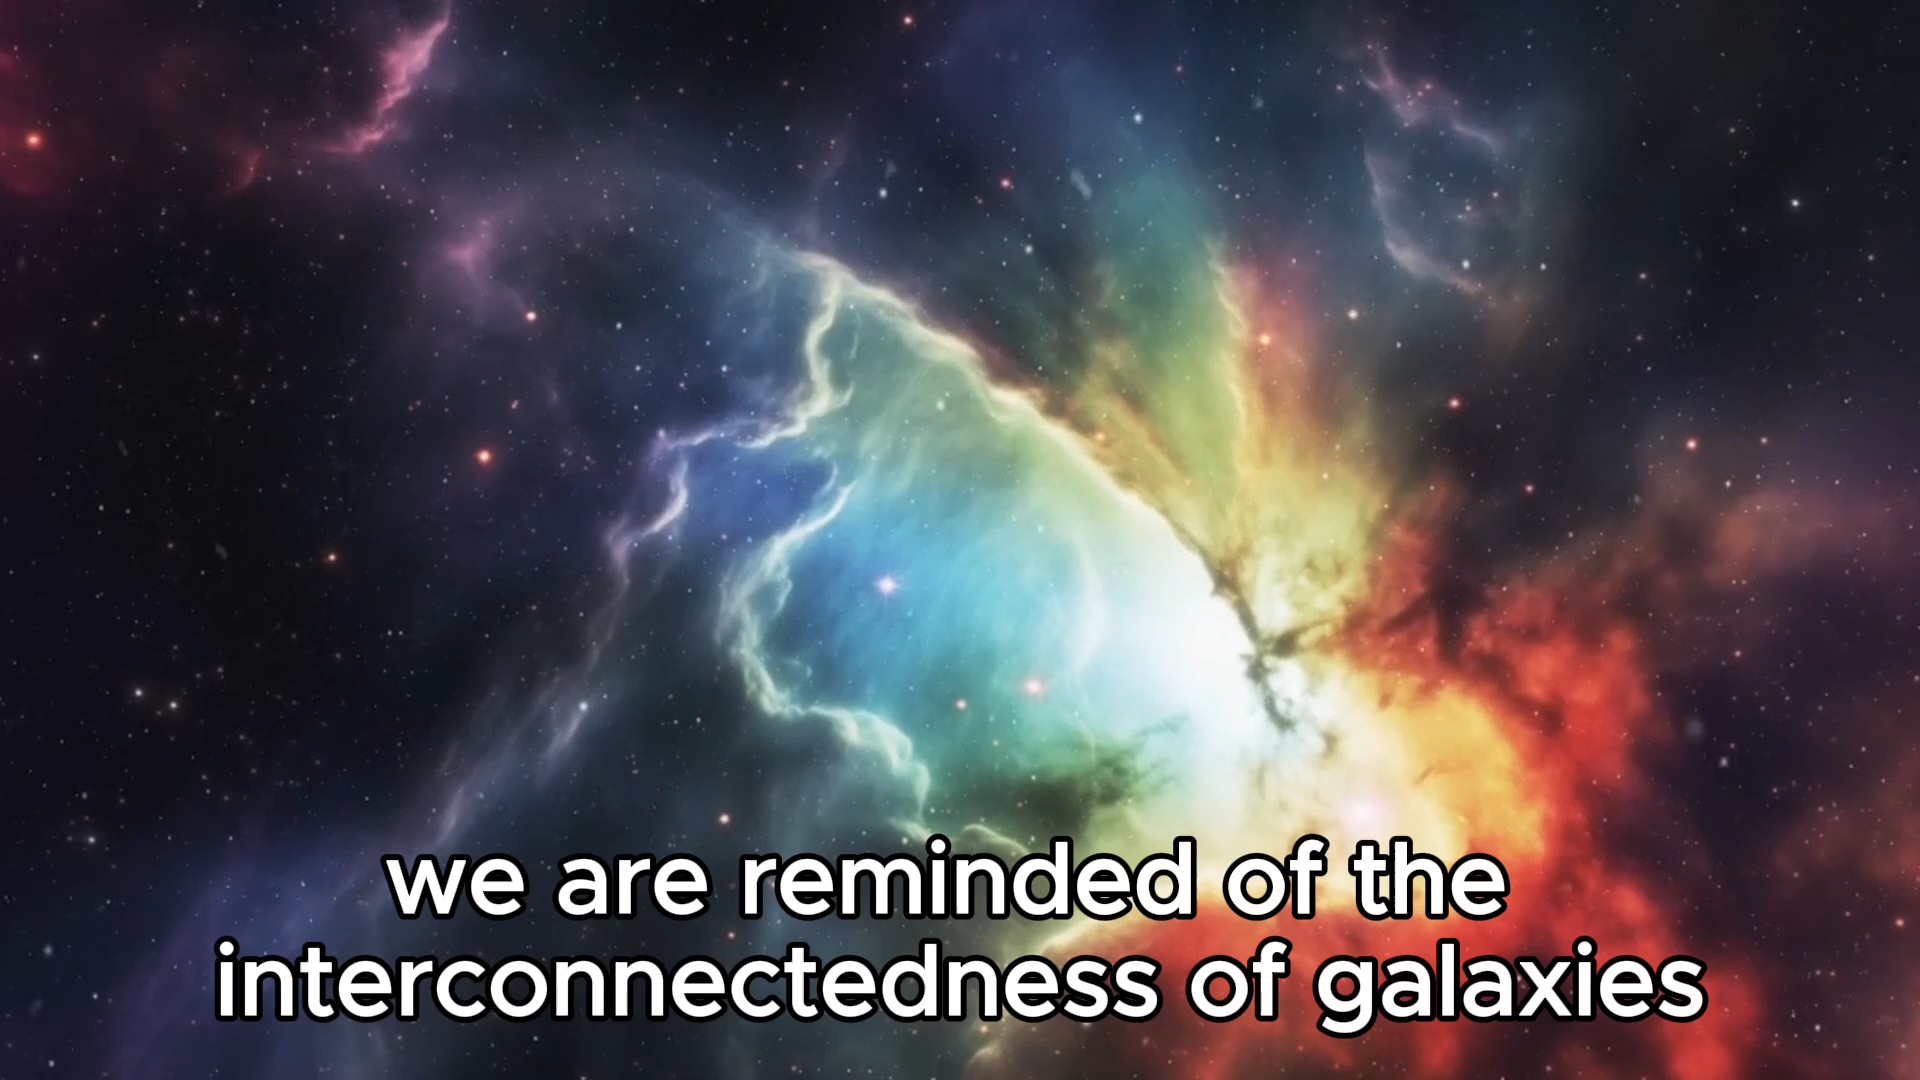 we are reminded of the
interconnectedness of galaxies